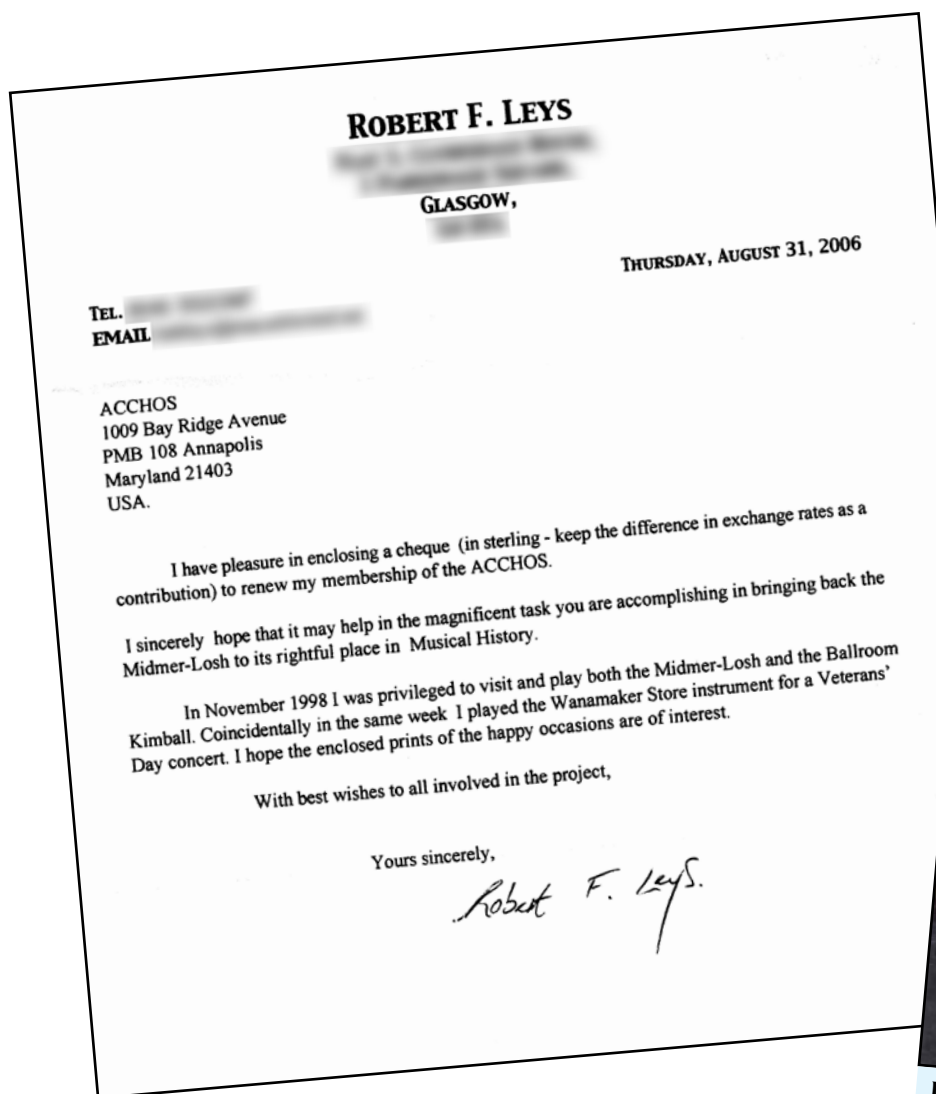 ROBERT F. LEYS
GLASGOW,
THURSDAY, AUGUST 31, 2006
TEL.
EMAIL
ACCHOS
1009 Bay Ridge Avenue
PMB 108 Annapolis
Maryland 21403
USA.
I have pleasure in enclosing a cheque (in sterling - keep the difference in exchange rates as a
contribution) to renew my membership of the ACCHOS.
I sincerely hope that it may help in the magnificent task you are accomplishing in bringing back the
Midmer-Losh to its rightful place in Musical History.
In November 1998 I was privileged to visit and play both the Midmer-Losh and the Ballroom
Kimball. Coincidentally in the same week I played the Wanamaker Store instrument for a Veterans'
Day concert. I hope the enclosed prints of the happy occasions are of interest.
With best wishes to all involved in the project,
Yours sincerely,
Robert F. Leys.